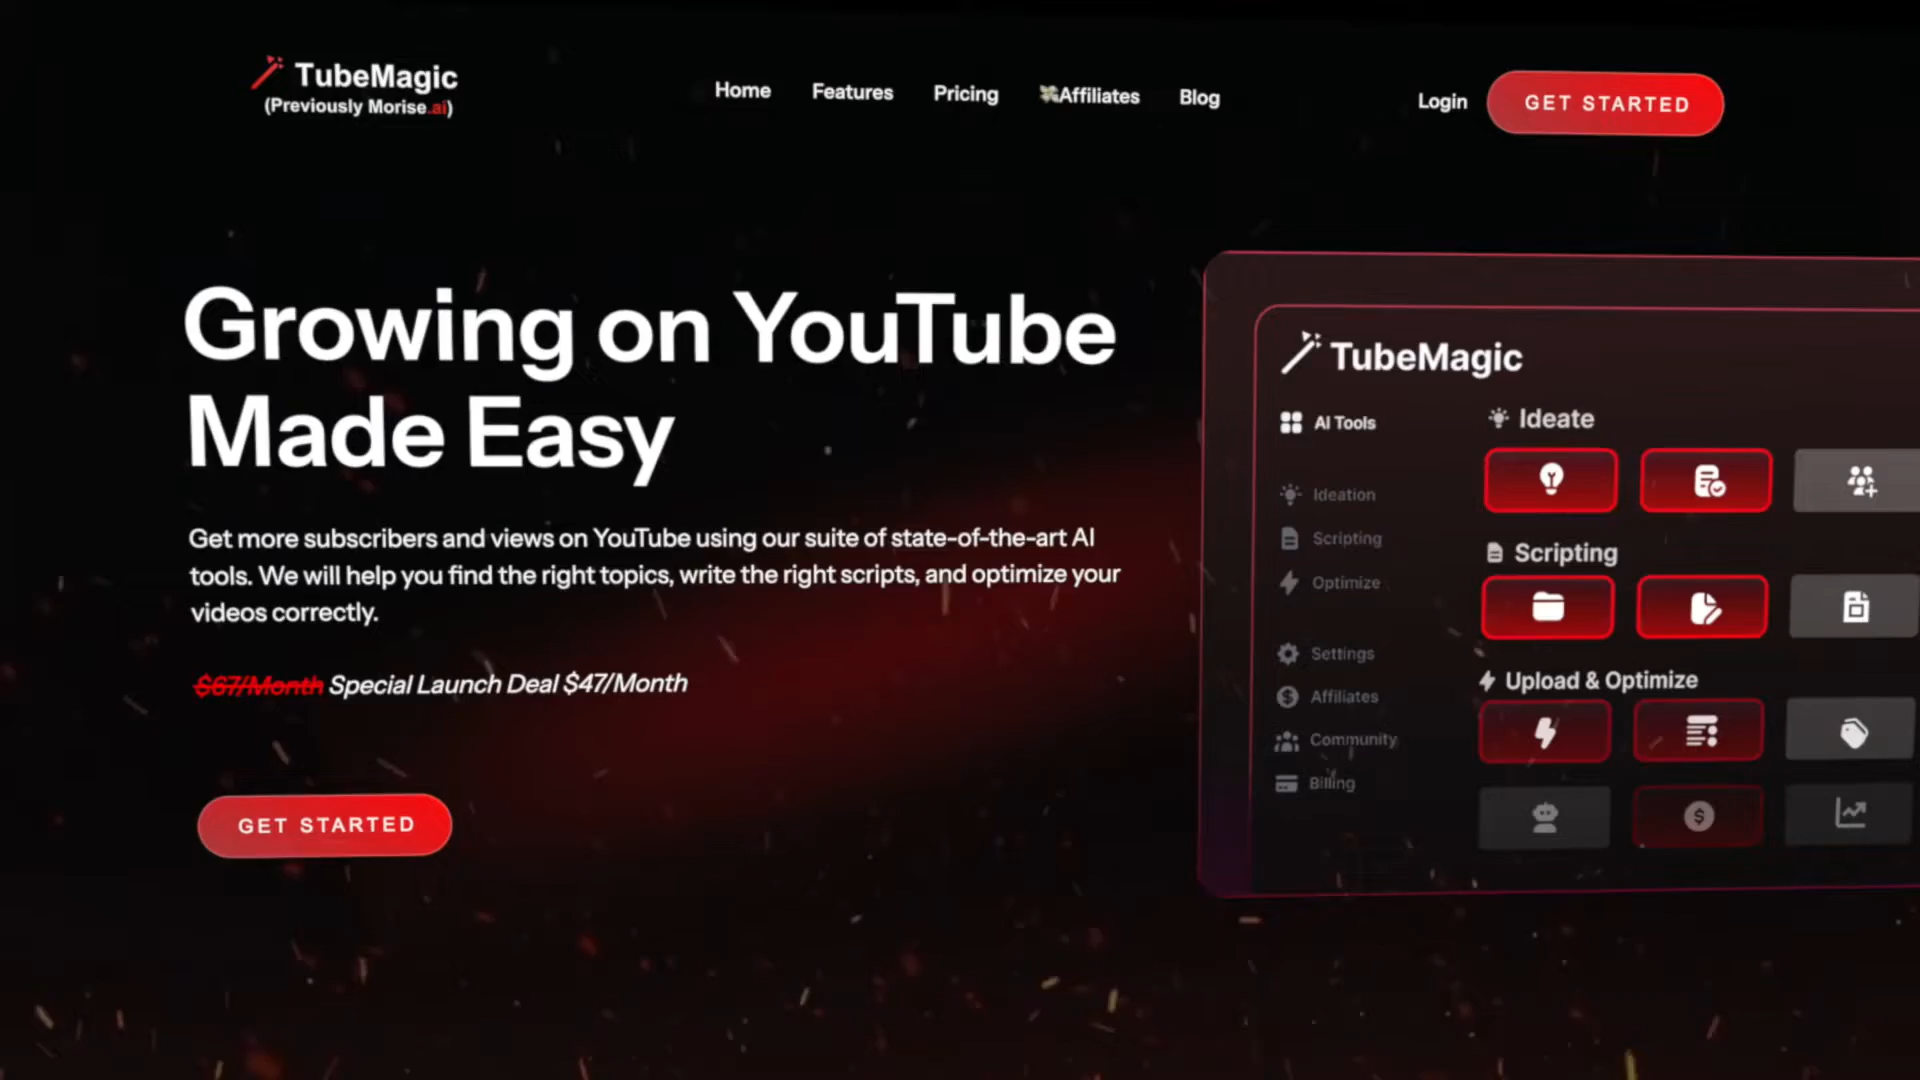 TubeMagic
(Previously Morise.ai)
Home
Features
Pricing
Affiliates
Blog
Login
GET STARTED
Growing on YouTube
Made Easy
Get more subscribers and views on YouTube using our suite of state-of-the-art AI
tools. We will help you find the right topics, write the right scripts, and optimize your
videos correctly.
$67/Month Special Launch Deal $47/Month
GET STARTED
TubeMagic
AI Tools
Ideation
Scripting
Optimize
Settings
Affiliates
Community
Billing
Ideate
Scripting
Upload & Optimize